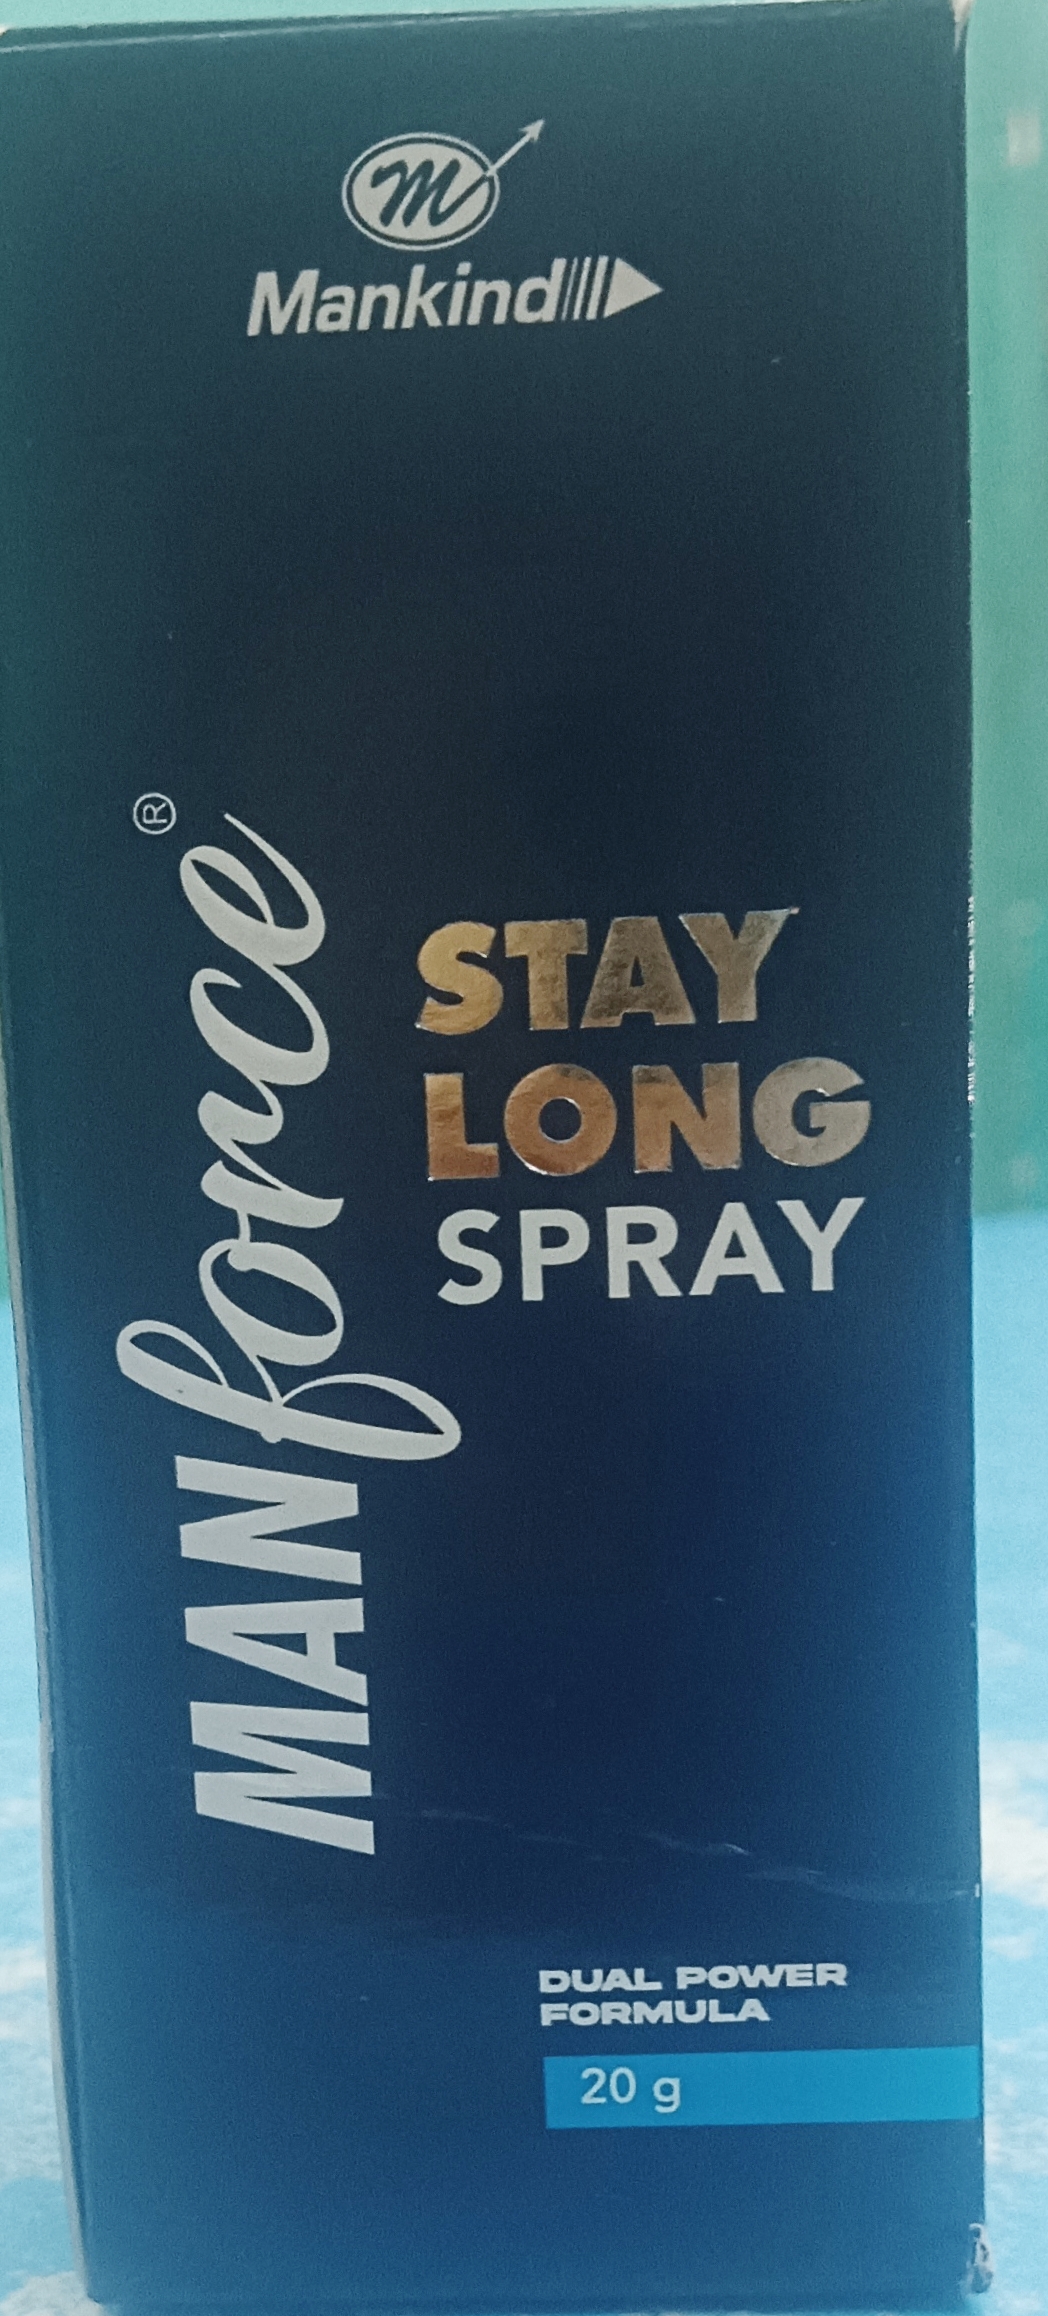 m
Mankind
MANforce®
STAY
LONG
SPRAY
DUAL POWER
FORMULA
20 g